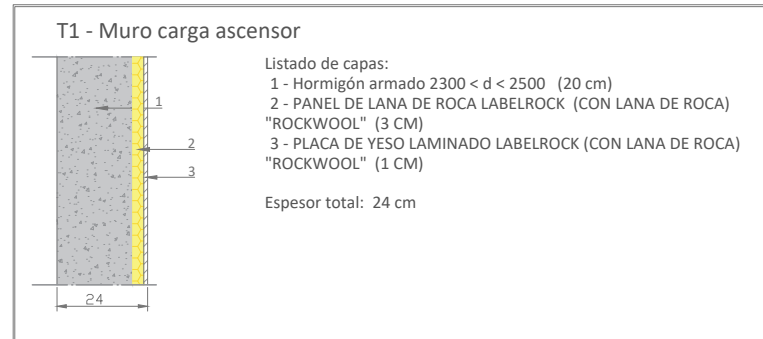 T1 - Muro carga ascensor
Listado de capas:
1 - Hormigón armado 2300 < d < 2500 (20 cm)
2 - PANEL DE LANA DE ROCA LABELROCK (CON LANA DE ROCA)
"ROCKWOOL" (3 CM)
3 - PLACA DE YESO LAMINADO LABELROCK (CON LANA DE ROCA)
"ROCKWOOL" (1 CM)
Espesor total: 24 cm
1
2
3
24